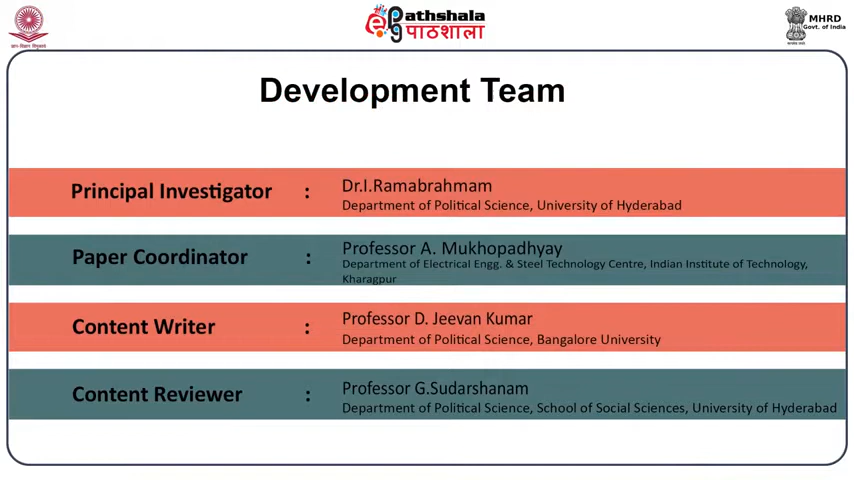 ePathshala
पाठशाला
MHRD
Govt. of India
ज्ञान-विज्ञान विमुक्तये
Development Team
Principal Investigator : Dr.I.Ramabrahmam
Department of Political Science, University of Hyderabad
Paper Coordinator : Professor A. Mukhopadhyay
Department of Electrical Engg. & Steel Technology Centre, Indian Institute of Technology,
Kharagpur
Content Writer : Professor D. Jeevan Kumar
Department of Political Science, Bangalore University
Content Reviewer : Professor G.Sudarshanam
Department of Political Science, School of Social Sciences, University of Hyderabad